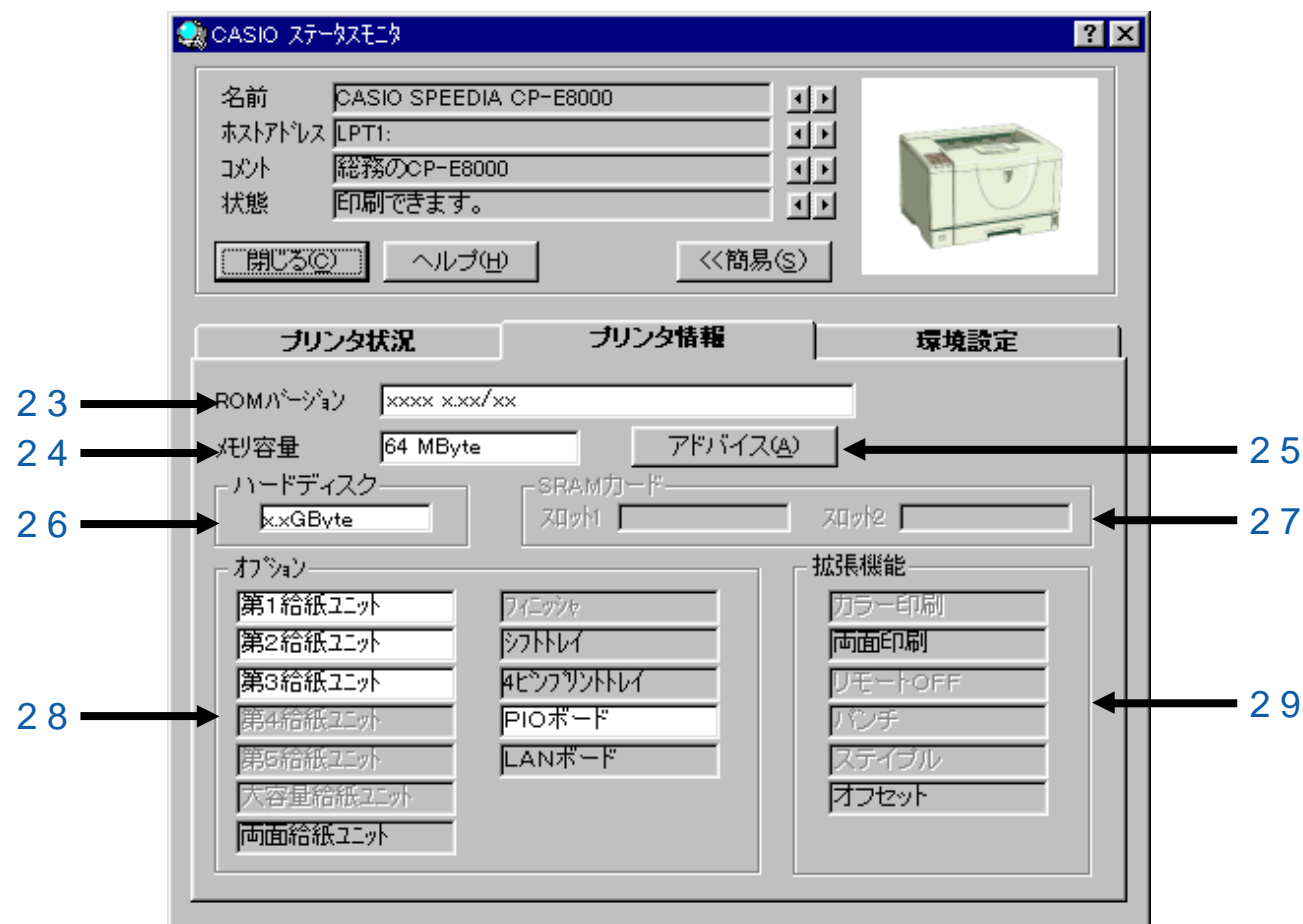 CASIO ステータスモニタ
名前 CASIO SPEEDIA CP-E8000
ホストアドレス LPT1:
コメント 総務のCP-E8000
状態 印刷できます。
閉じる(C) ヘルプ(H) <<簡易(S)
プリンタ状況 プリンタ情報 環境設定
23 ROMバージョン xxxx x.xx/xx
24 メモリ容量 64 MByte アドバイス(A) 25
ハードディスク SRAMカード
26 x.xGByte スロット1 スロット2 27
オプション 拡張機能
第1給紙ユニット フィニッシャ カラー印刷
第2給紙ユニット シフトトレイ 両面印刷
第3給紙ユニット 4ビンプリントトレイ リモートOFF
28 第4給紙ユニット PIOボード パンチ 29
第5給紙ユニット LANボード ステイプル
大容量給紙ユニット オフセット
両面給紙ユニット